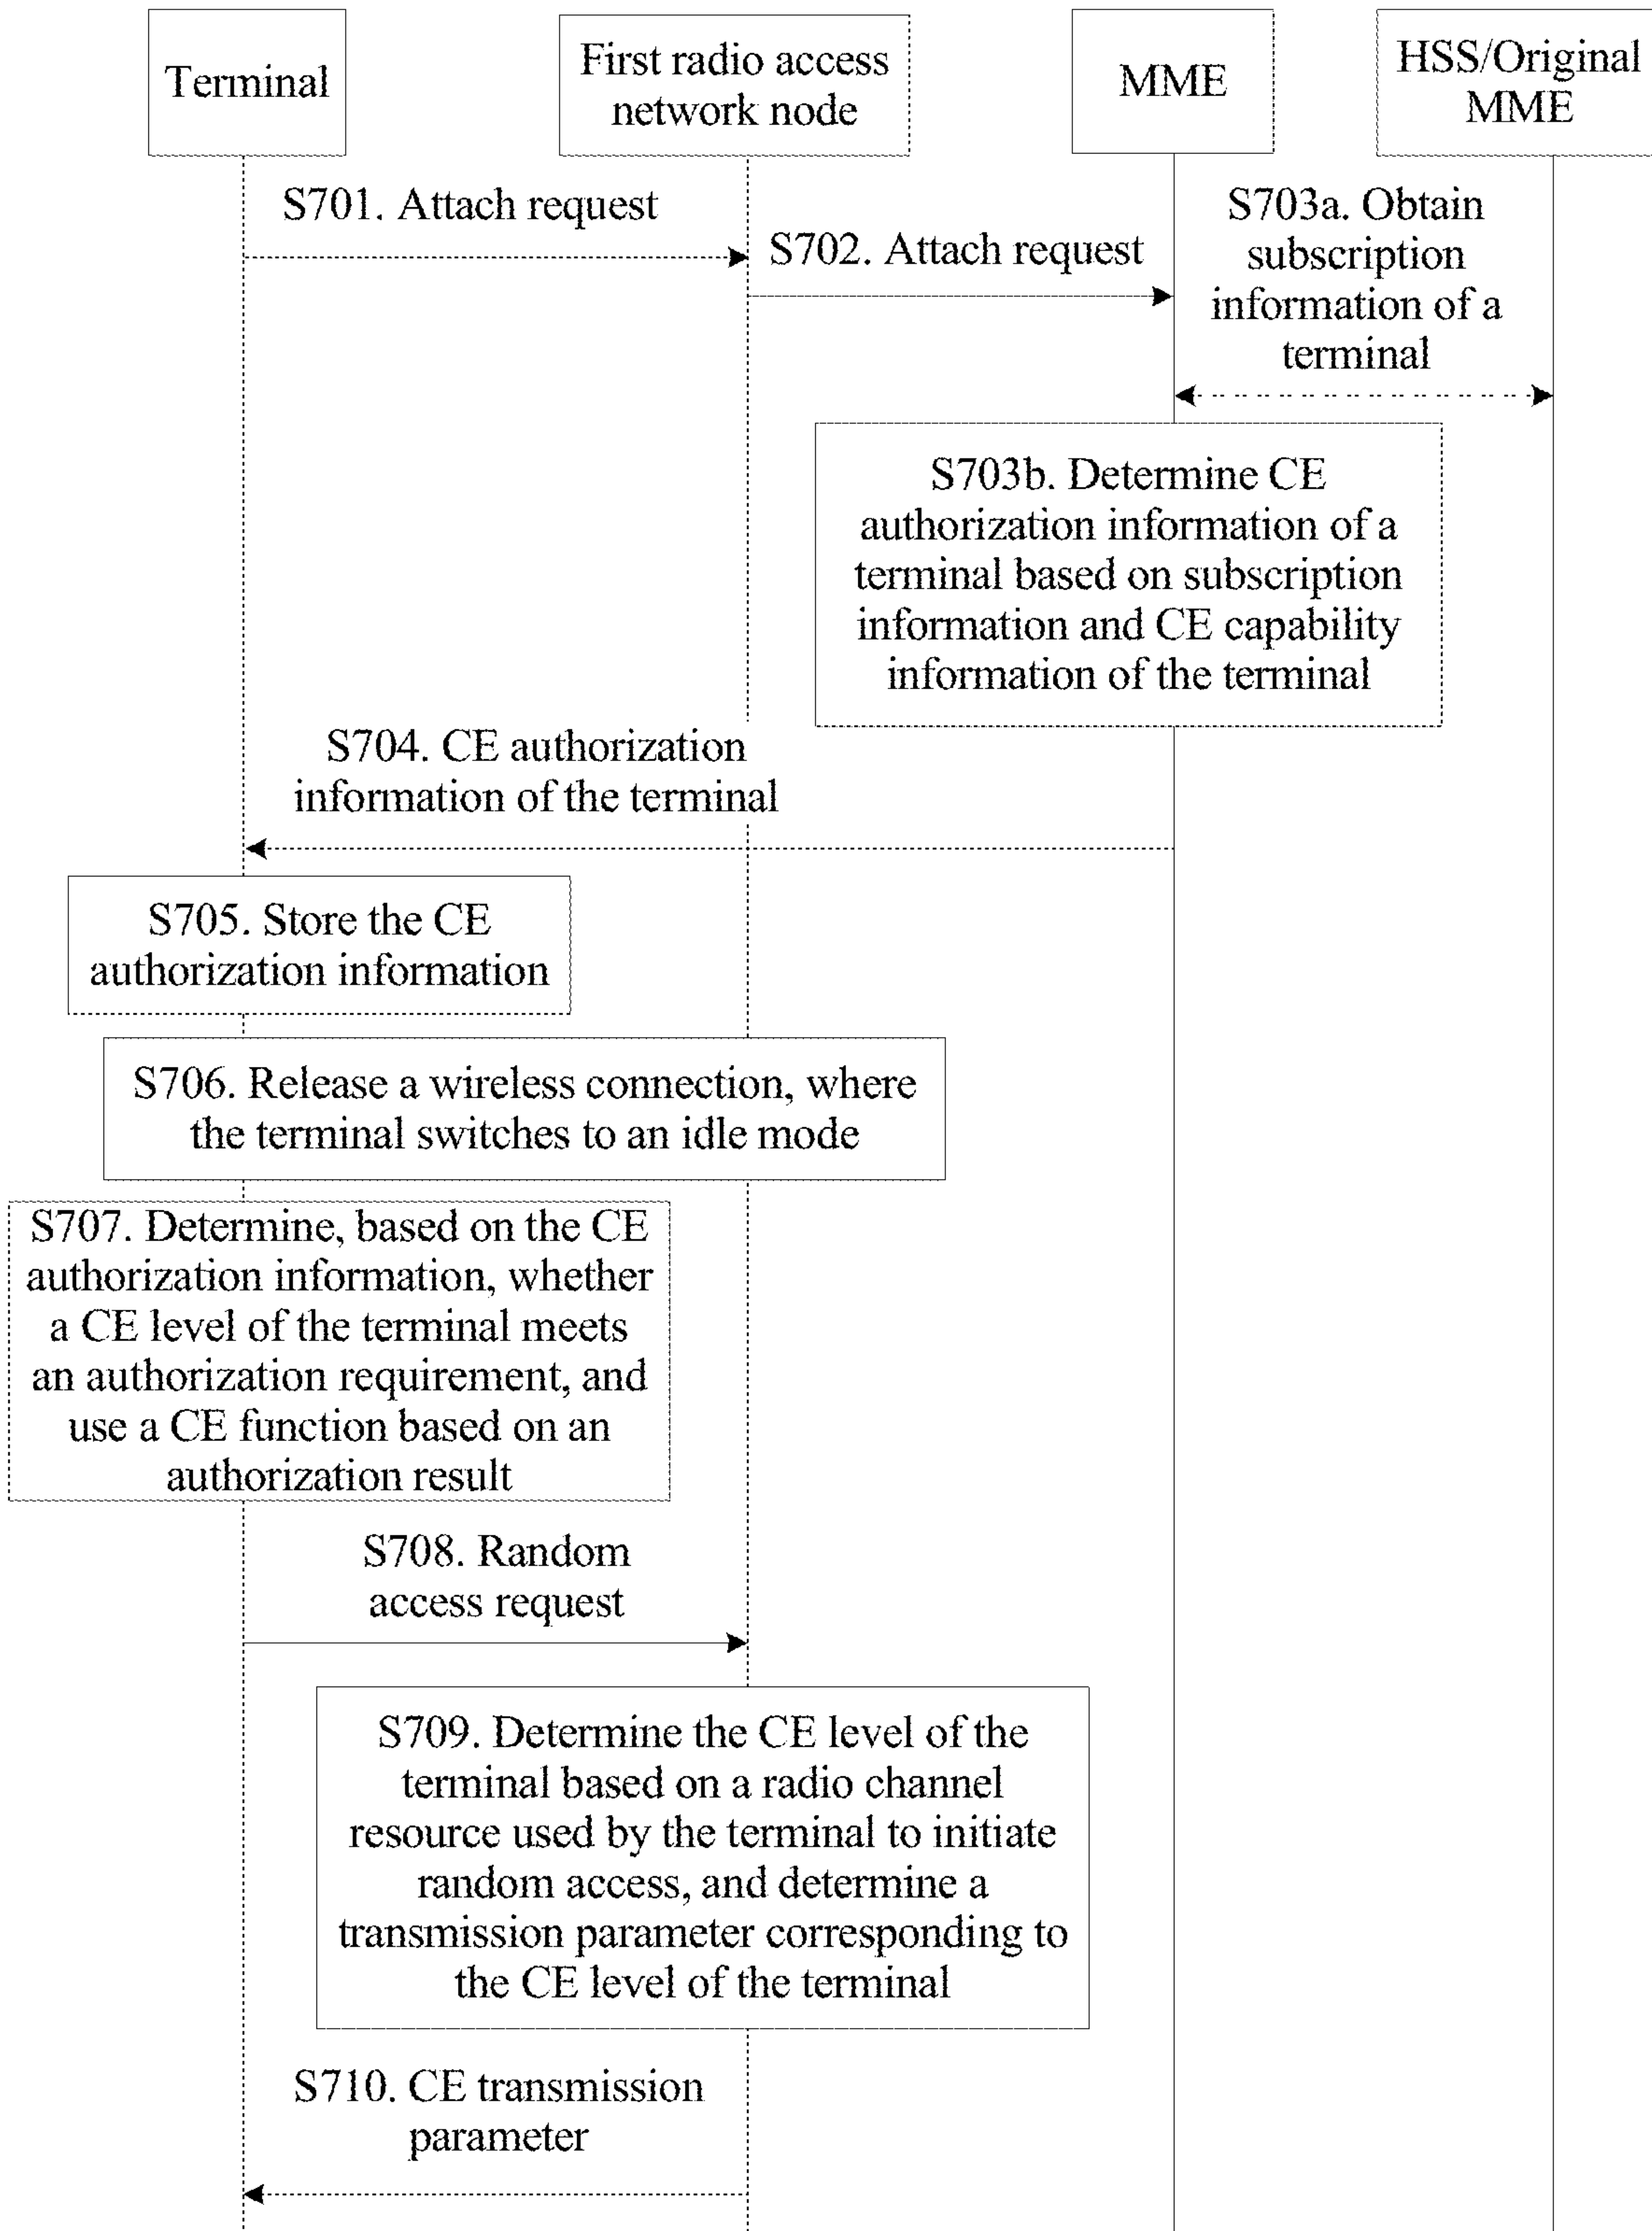 Terminal
First radio access
network node
MME
HSS/Original
MME
S701. Attach request
S702. Attach request
S703a. Obtain
subscription
information of a
terminal
S703b. Determine CE
authorization information of a
terminal based on subscription
information and CE capability
information of the terminal
S704. CE authorization
information of the terminal
S705. Store the CE
authorization information
S706. Release a wireless connection, where
the terminal switches to an idle mode
S707. Determine, based on the CE
authorization information, whether
a CE level of the terminal meets
an authorization requirement, and
use a CE function based on an
authorization result
S708. Random
access request
S709. Determine the CE level of the
terminal based on a radio channel
resource used by the terminal to initiate
random access, and determine a
transmission parameter corresponding to
the CE level of the terminal
S710. CE transmission
parameter